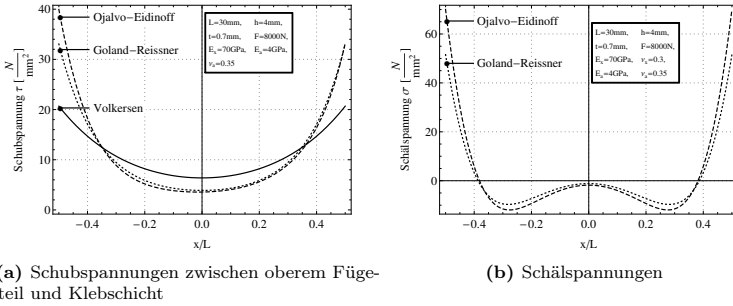 40
30
20
10
0
Schubspannung τ [N/mm²]
Ojalvo−Eidinoff
Goland−Reissner
Volkersen
L=30mm, h=4mm,
t=0.7mm, F=8000N,
Eₐ=70GPa, Eₐ=4GPa,
νₐ=0.35
−0.4 −0.2 0.0 0.2 0.4
x/L
(a) Schubspannungen zwischen oberem Füge-
teil und Klebschicht
60
40
20
0
Schälspannung σ [N/mm²]
Ojalvo−Eidinoff
Goland−Reissner
L=30mm, h=4mm,
t=0.7mm, F=8000N,
Eₐ=70GPa, νₐ=0.3,
Eₐ=4GPa, νₐ=0.35
−0.4 −0.2 0.0 0.2 0.4
x/L
(b) Schälspannungen